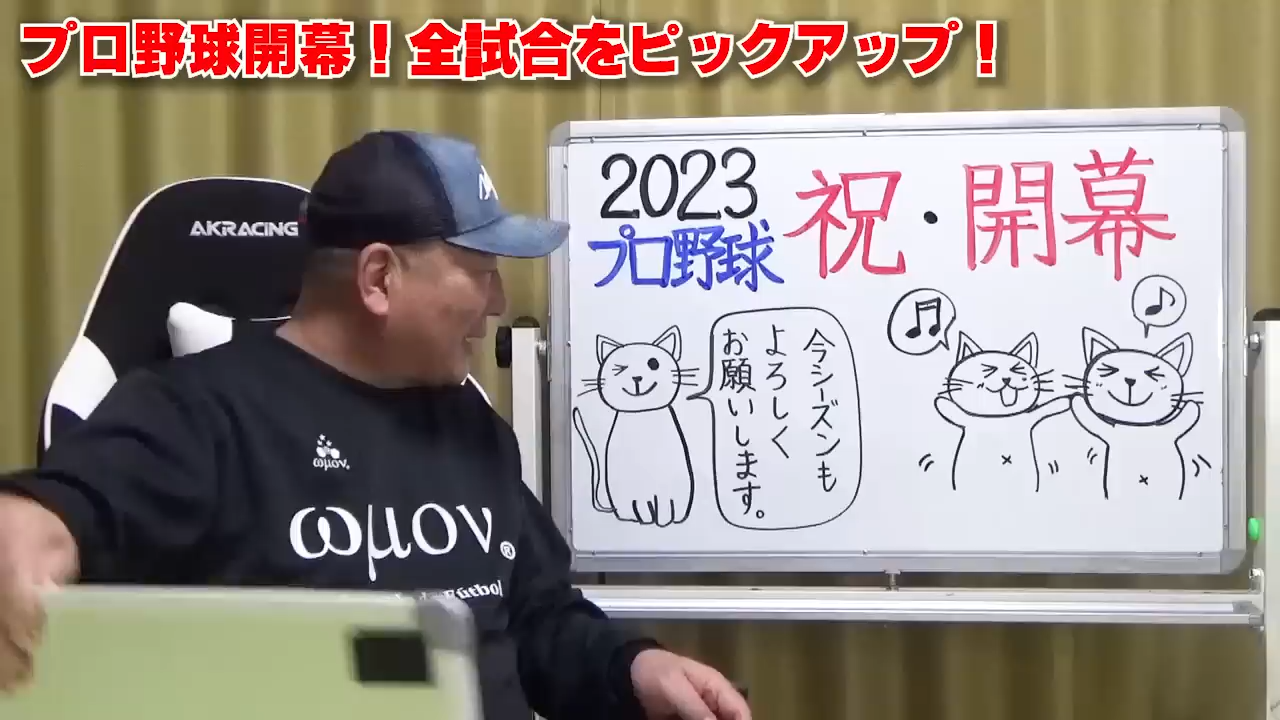 プロ野球開幕！全試合をピックアップ！
AKRACING
2023
プロ野球
祝・開幕
今シーズンも
よろしく
お願いします。
ωμον.
ωμον.®
Fútbol